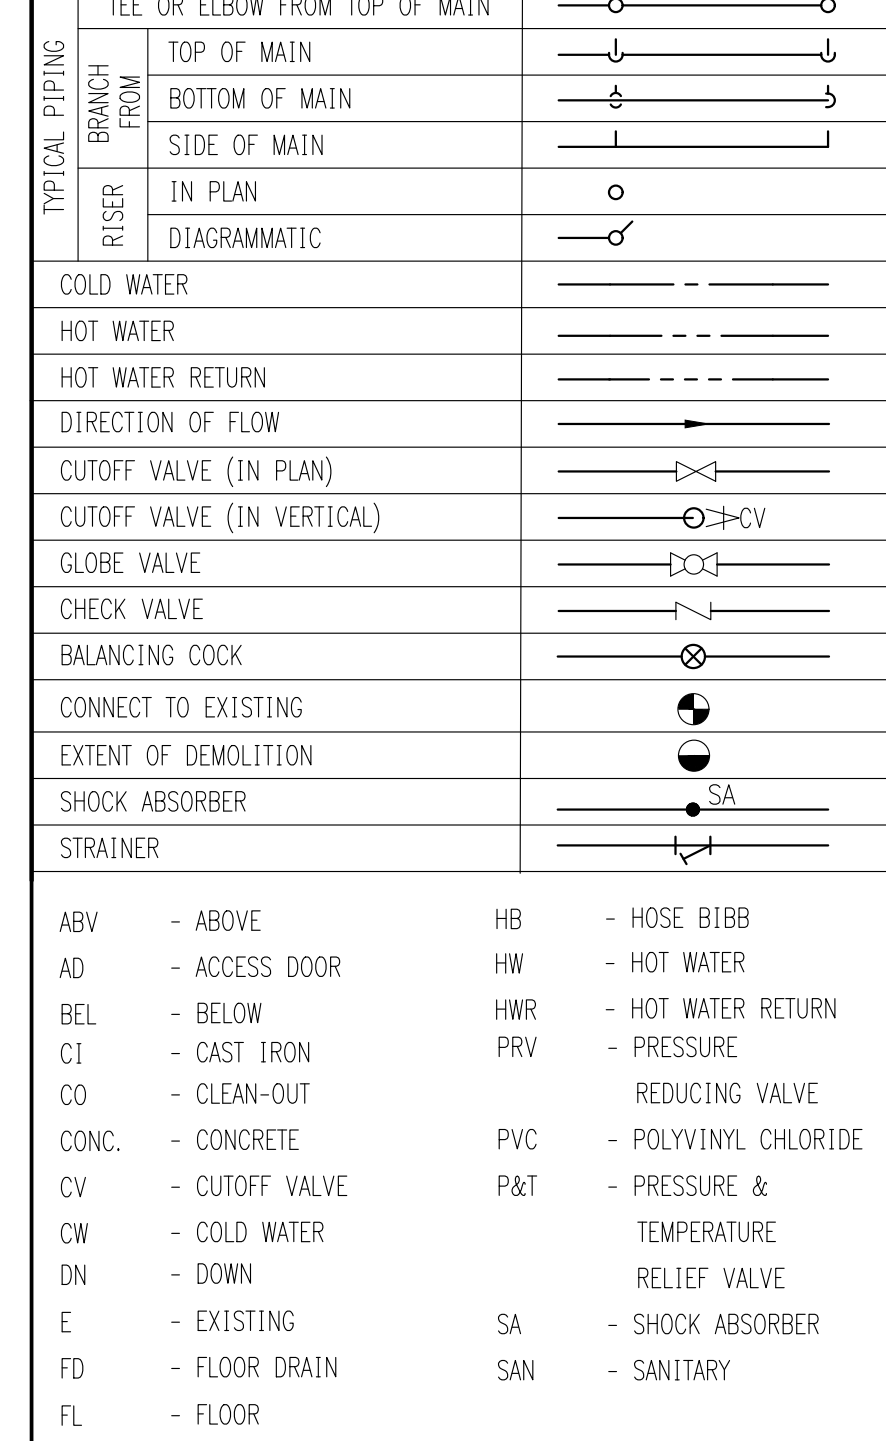 TEE OR ELBOW FROM TOP OF MAIN
TYPICAL PIPING
BRANCH
FROM
TOP OF MAIN
BOTTOM OF MAIN
SIDE OF MAIN
RISER
IN PLAN
DIAGRAMMATIC
COLD WATER
HOT WATER
HOT WATER RETURN
DIRECTION OF FLOW
CUTOFF VALVE (IN PLAN)
CUTOFF VALVE (IN VERTICAL) CV
GLOBE VALVE
CHECK VALVE
BALANCING COCK
CONNECT TO EXISTING
EXTENT OF DEMOLITION
SHOCK ABSORBER SA
STRAINER
ABV - ABOVE
AD - ACCESS DOOR
BEL - BELOW
CI - CAST IRON
CO - CLEAN-OUT
CONC. - CONCRETE
CV - CUTOFF VALVE
CW - COLD WATER
DN - DOWN
E - EXISTING
FD - FLOOR DRAIN
FL - FLOOR
HB - HOSE BIBB
HW - HOT WATER
HWR - HOT WATER RETURN
PRV - PRESSURE
REDUCING VALVE
PVC - POLYVINYL CHLORIDE
P&T - PRESSURE &
TEMPERATURE
RELIEF VALVE
SA - SHOCK ABSORBER
SAN - SANITARY